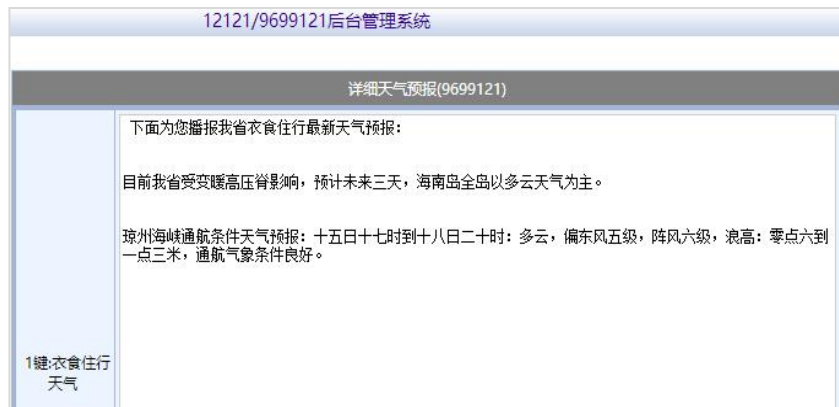 12121/9699121后台管理系统
详细天气预报(9699121)
下面为您播报我省衣食住行最新天气预报：
目前我省受变暖高压脊影响，预计未来三天，海南岛全岛以多云天气为主。
琼州海峡通航条件天气预报：十五日十七时到十八日二十时：多云，偏东风五级，阵风六级，浪高：零点六到
一点三米，通航气象条件良好。
1键:衣食住行
天气